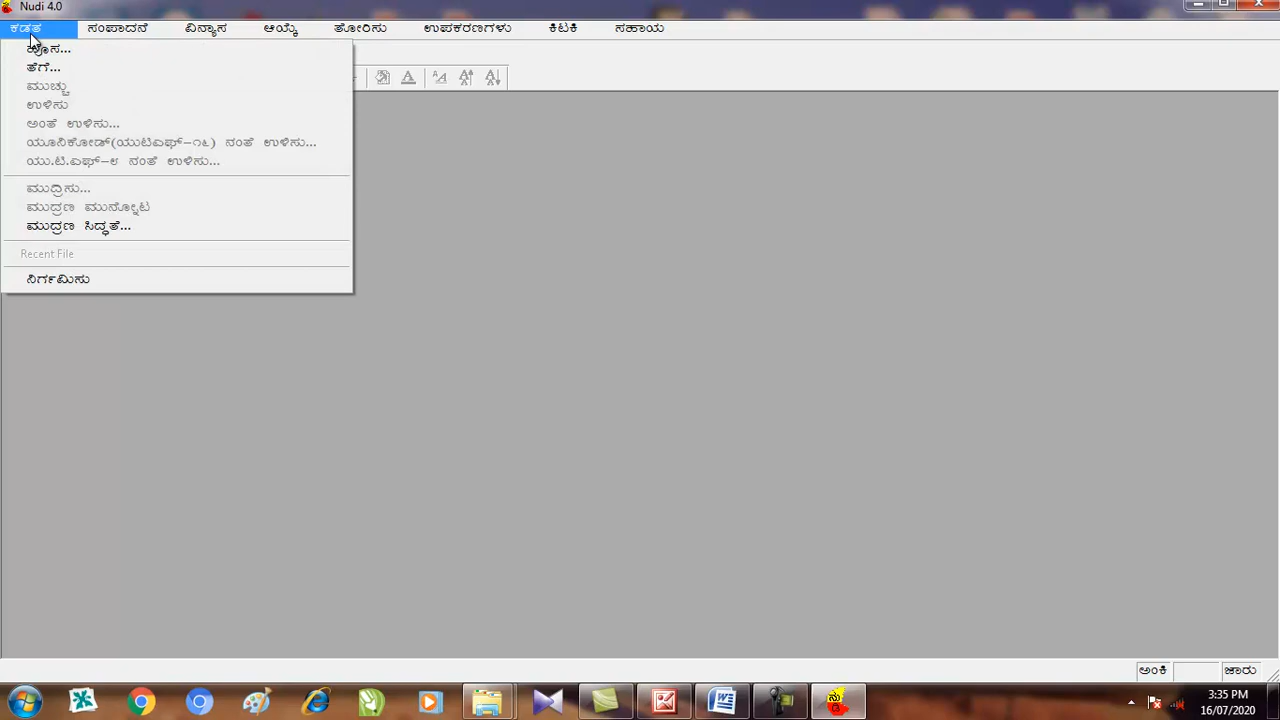 Nudi 4.0
ಕಡತ ಸಂಪಾದನೆ ವಿನ್ಯಾಸ ಆಯ್ಕೆ ತೋರಿಸು ಉಪಕರಣಗಳು ಕಿಟಕಿ ಸಹಾಯ
ಹೊಸ...
ತೆಗೆ...
ಮುಚ್ಚು
ಉಳಿಸು
ಅಂತೆ ಉಳಿಸು...
ಯೂನಿಕೋಡ್(ಯುಟಿಎಫ್-೧೬) ನಂತೆ ಉಳಿಸು...
ಯು.ಟಿ.ಎಫ್-೮ ನಂತೆ ಉಳಿಸು...
ಮುದ್ರಿಸು...
ಮುದ್ರಣ ಮುನ್ನೋಟ
ಮುದ್ರಣ ಸಿದ್ಧತೆ...
Recent File
ನಿರ್ಗಮಿಸು
ಅಂಕಿ ಜಾರು
3:35 PM
16/07/2020